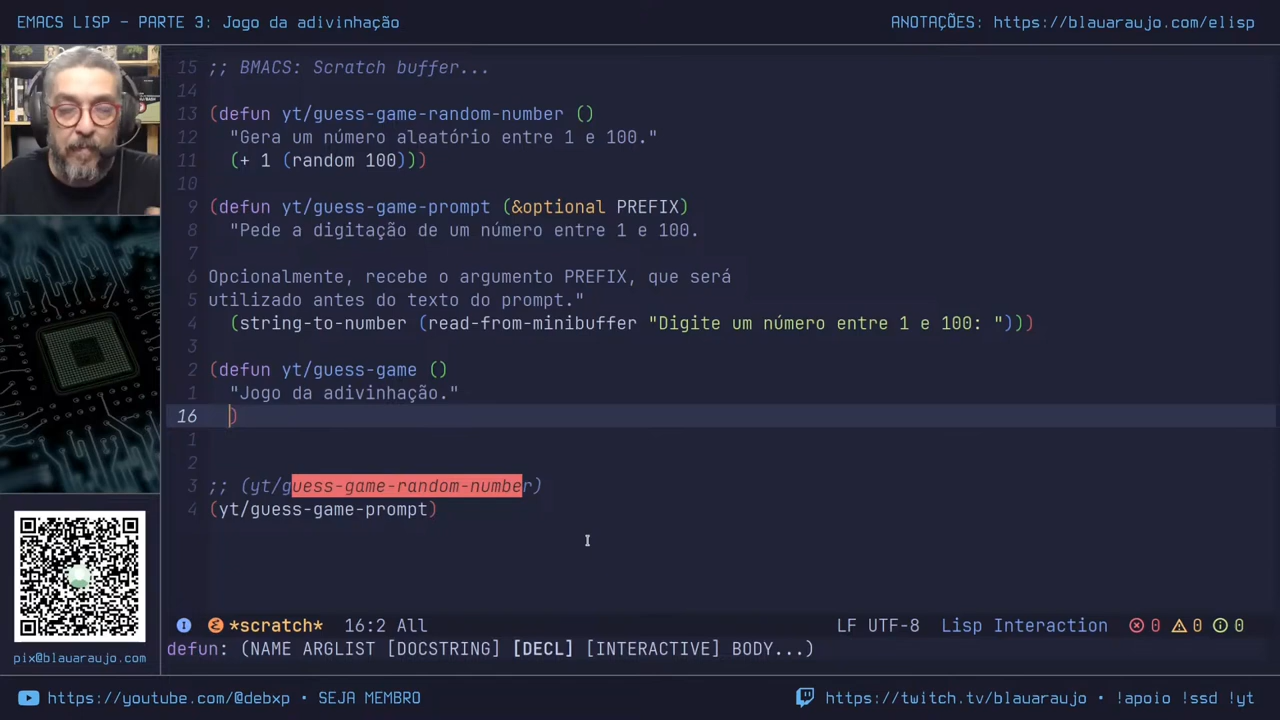 EMACS LISP - PARTE 3: Jogo da adivinhação
ANOTAÇÕES: https://blauaraujo.com/elisp
15 ;; BMACS: Scratch buffer...
14
13 (defun yt/guess-game-random-number ()
12 "Gera um número aleatório entre 1 e 100."
11 (+ 1 (random 100)))
10
9 (defun yt/guess-game-prompt (&optional PREFIX)
8 "Pede a digitação de um número entre 1 e 100.
7
6 Opcionalmente, recebe o argumento PREFIX, que será
5 utilizado antes do texto do prompt."
4 (string-to-number (read-from-minibuffer "Digite um número entre 1 e 100: ")))
3
2 (defun yt/guess-game ()
1 "Jogo da adivinhação."
16 )
1
2
3 ;; (yt/guess-game-random-number)
4 (yt/guess-game-prompt)
I *scratch* 16:2 All LF UTF-8 Lisp Interaction 0 0 0
defun: (NAME ARGLIST [DOCSTRING] [DECL] [INTERACTIVE] BODY...)
pix@blauaraujo.com
https://youtube.com/@debxp • SEJA MEMBRO
https://twitch.tv/blauaraujo • !apoio !ssd !yt